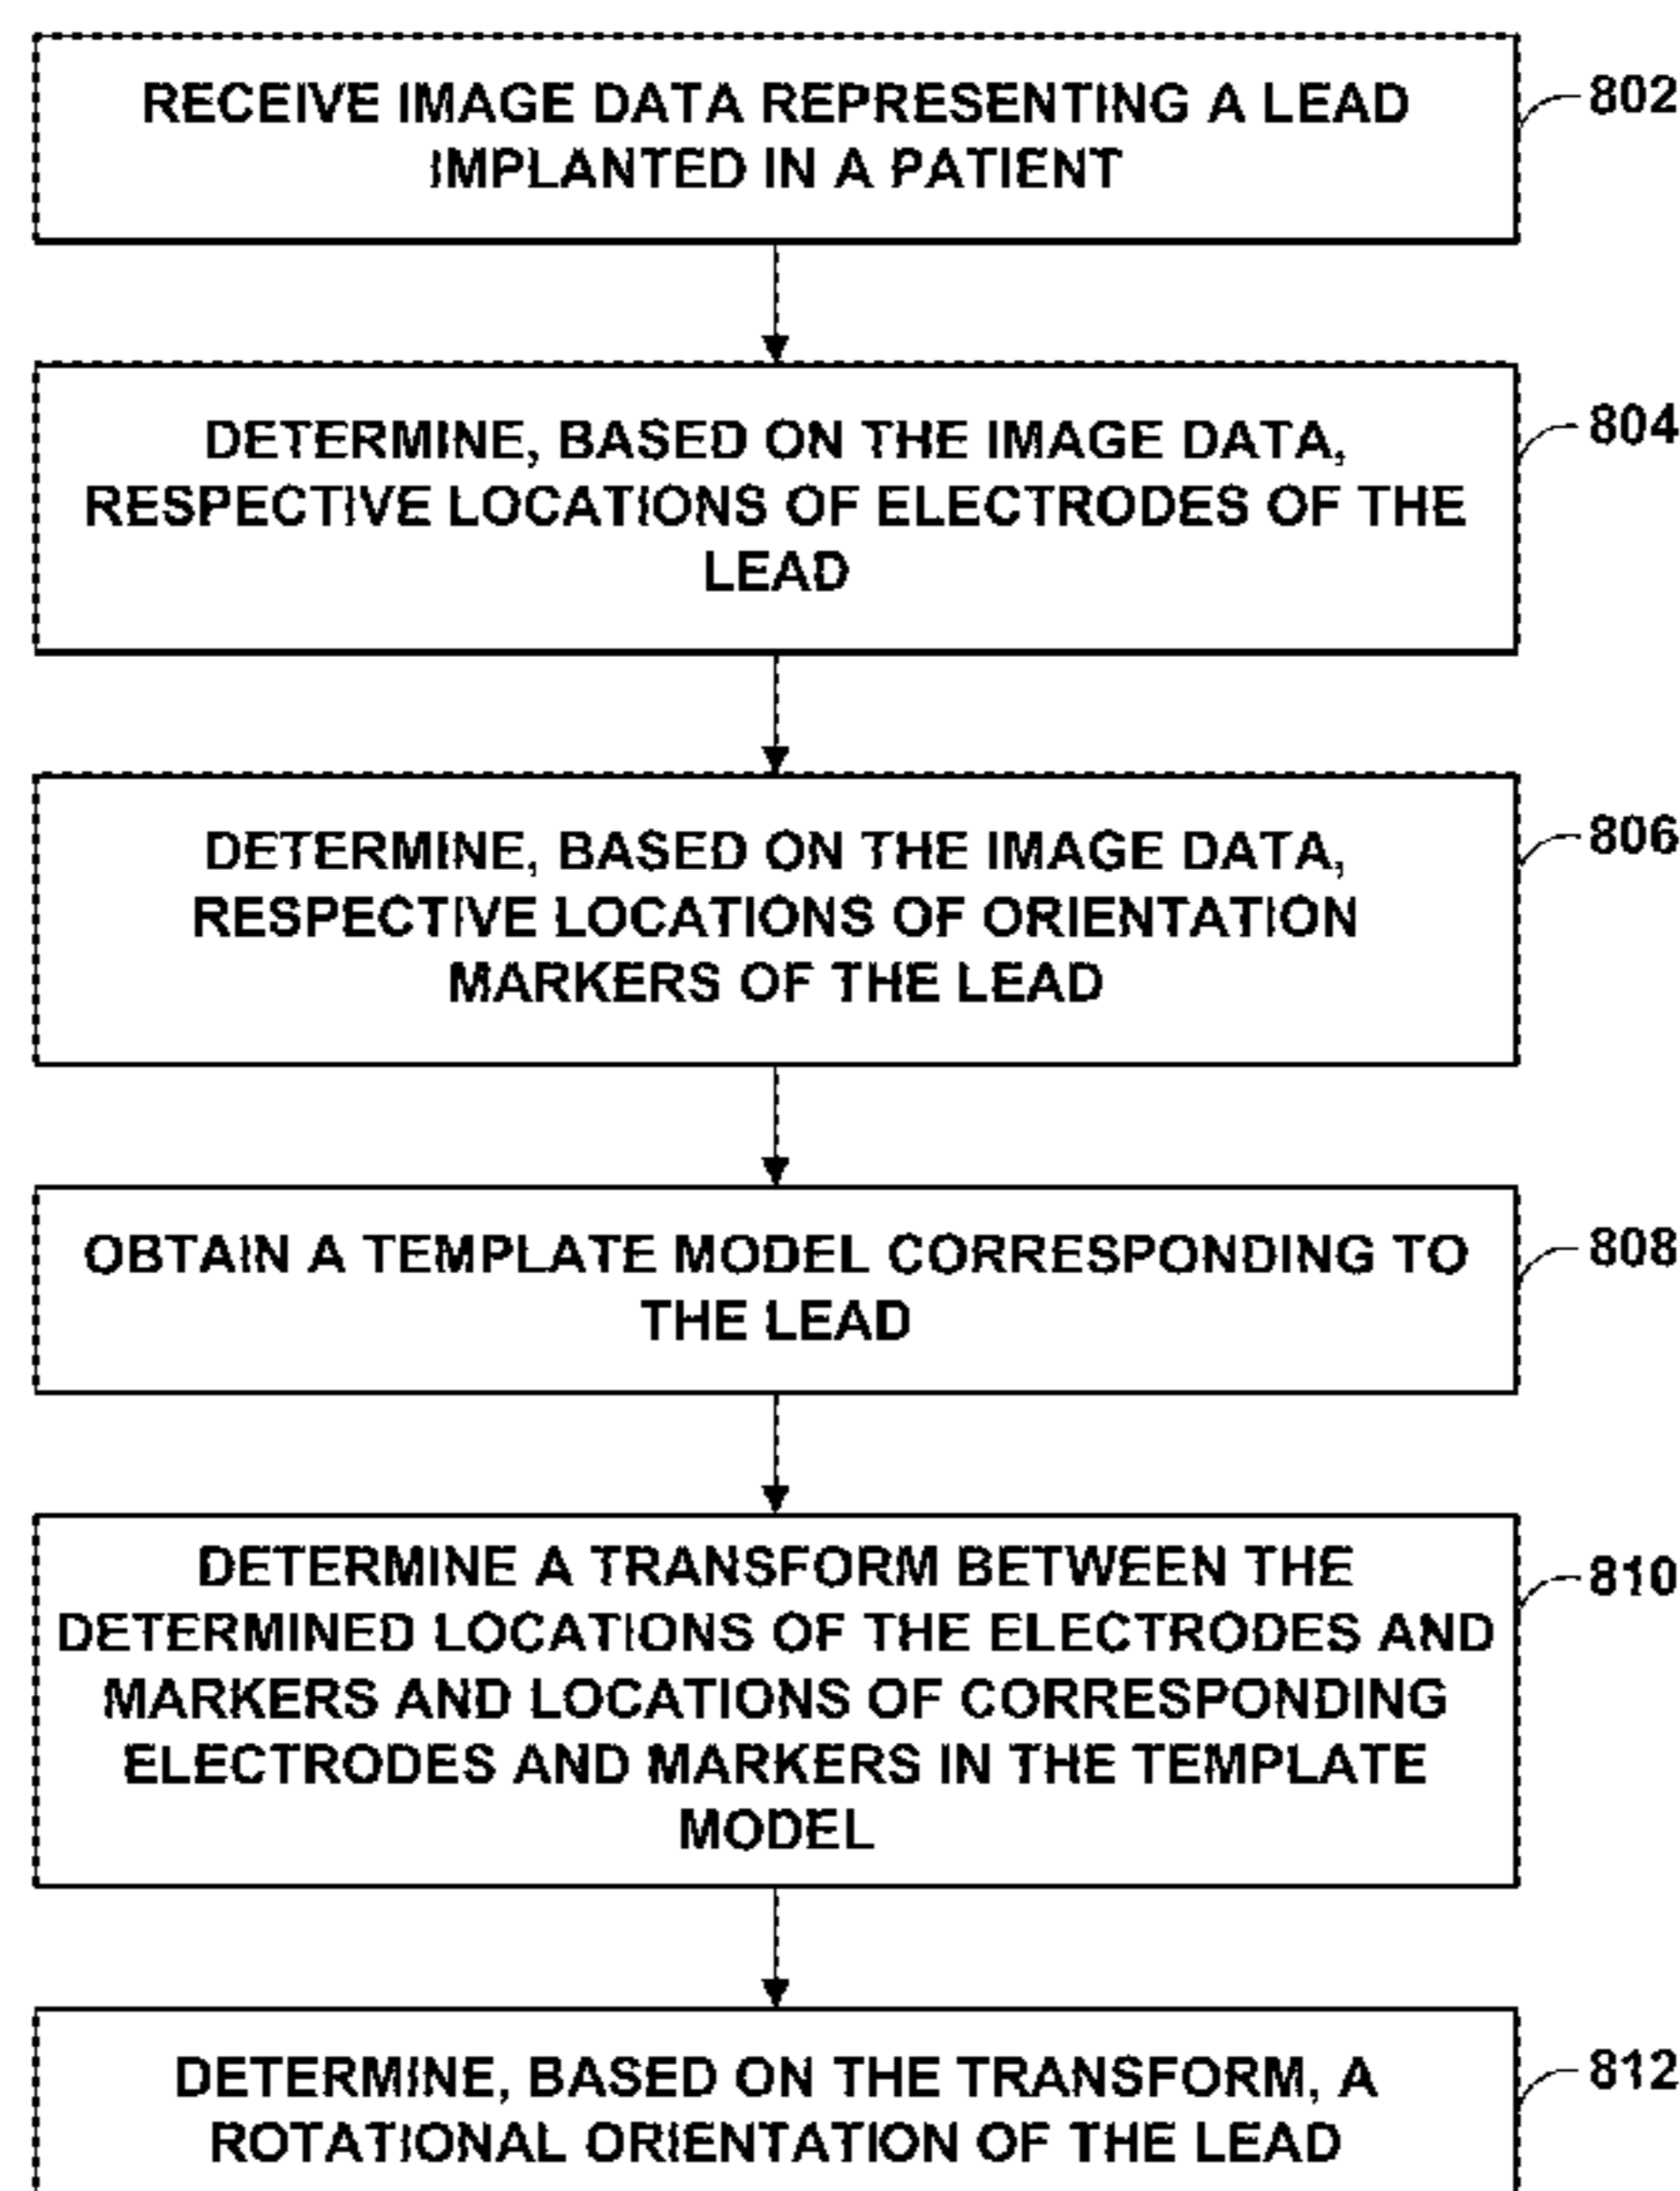 RECEIVE IMAGE DATA REPRESENTING A LEAD
IMPLANTED IN A PATIENT
802
DETERMINE, BASED ON THE IMAGE DATA,
RESPECTIVE LOCATIONS OF ELECTRODES OF THE
LEAD
804
DETERMINE, BASED ON THE IMAGE DATA,
RESPECTIVE LOCATIONS OF ORIENTATION
MARKERS OF THE LEAD
806
OBTAIN A TEMPLATE MODEL CORRESPONDING TO
THE LEAD
808
DETERMINE A TRANSFORM BETWEEN THE
DETERMINED LOCATIONS OF THE ELECTRODES AND
MARKERS AND LOCATIONS OF CORRESPONDING
ELECTRODES AND MARKERS IN THE TEMPLATE
MODEL
810
DETERMINE, BASED ON THE TRANSFORM, A
ROTATIONAL ORIENTATION OF THE LEAD
812